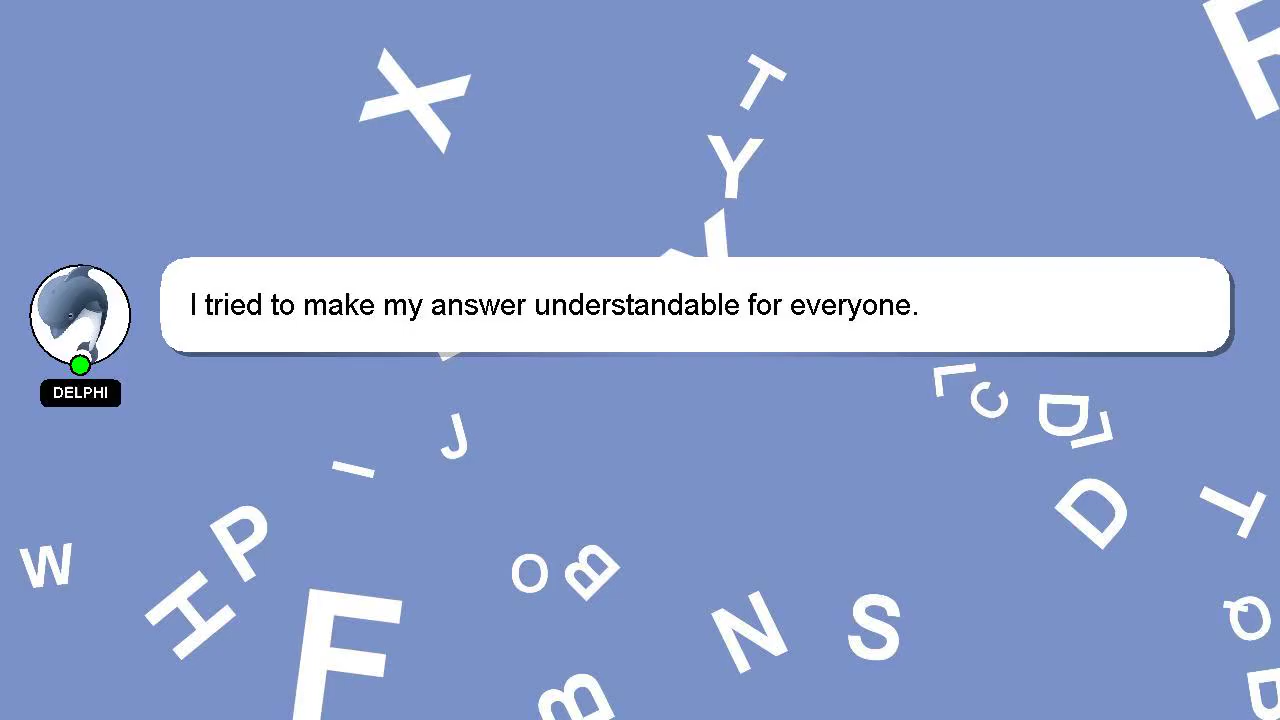 X
T
Y
F
I tried to make my answer understandable for everyone.
DELPHI
L
C
D
L
J
I
D
T
P
W
O
B
H
N
S
Q
F
B